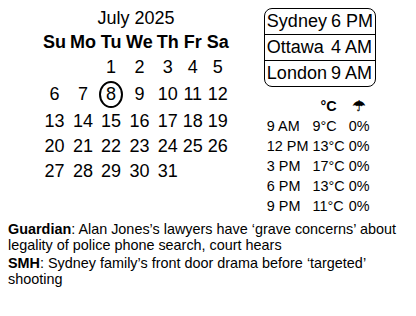 July 2025
Su Mo Tu We Th Fr Sa
1 2 3 4 5
6 7 8 9 10 11 12
13 14 15 16 17 18 19
20 21 22 23 24 25 26
27 28 29 30 31
Sydney 6 PM
Ottawa 4 AM
London 9 AM
°C ☂
9 AM 9°C 0%
12 PM 13°C 0%
3 PM 17°C 0%
6 PM 13°C 0%
9 PM 11°C 0%
Guardian: Alan Jones’s lawyers have ‘grave concerns’ about
legality of police phone search, court hears
SMH: Sydney family’s front door drama before ‘targeted’
shooting